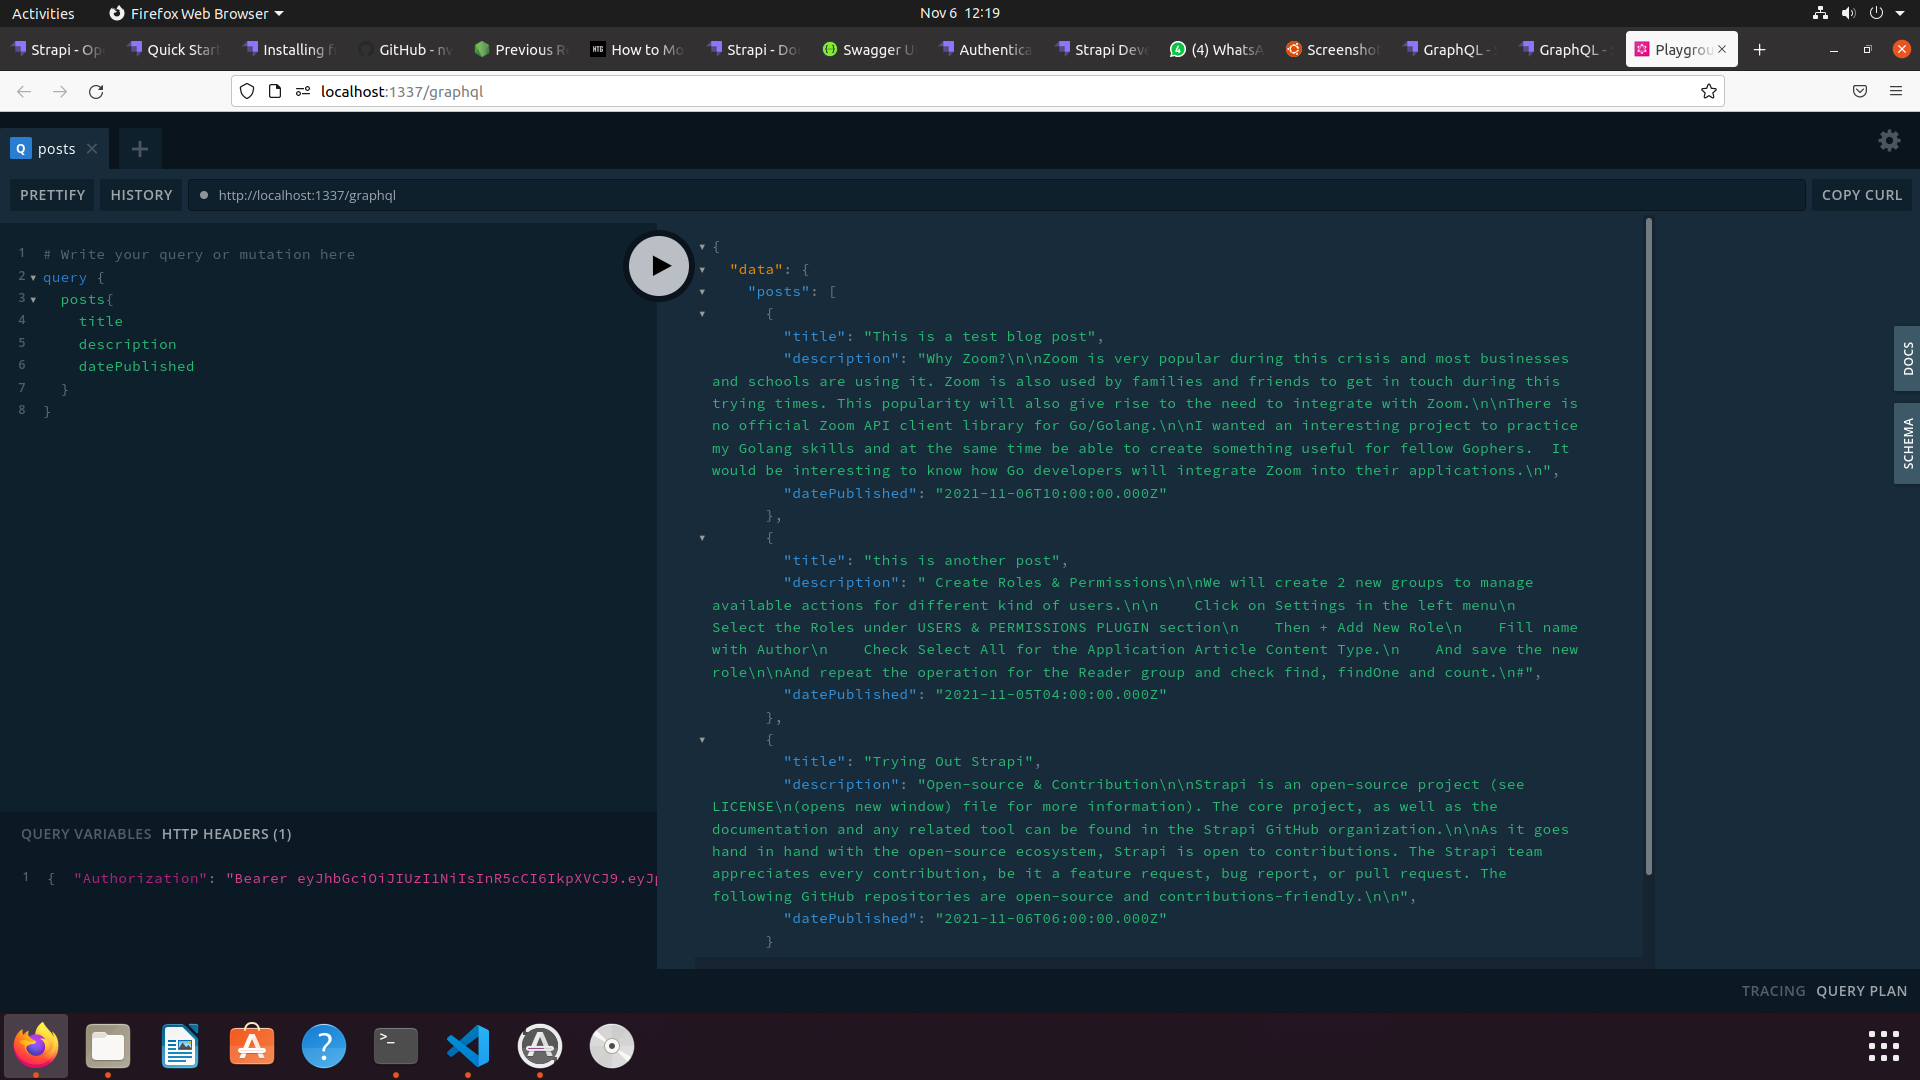 Activities
Firefox Web Browser
Nov 6 12:19
Strapi - Op
Quick Start
Installing f
GitHub - nv
Previous R
How to Mo
Strapi - Do
Swagger U
Authentica
Strapi Deve
(4) WhatsA
Screenshot
GraphQL -
GraphQL -
Playgrou
localhost:1337/graphql
Q posts
PRETTIFY
HISTORY
http://localhost:1337/graphql
COPY CURL
1 # Write your query or mutation here
2 query {
3 posts{
4 title
5 description
6 datePublished
7 }
8 }
QUERY VARIABLES HTTP HEADERS (1)
1 { "Authorization": "Bearer eyJhbGciOiJIUzI1NiIsInR5cCI6IkpXVCJ9.eyJp
{
"data": {
"posts": [
{
"title": "This is a test blog post",
"description": "Why Zoom?\n\nZoom is very popular during this crisis and most businesses
and schools are using it. Zoom is also used by families and friends to get in touch during this
trying times. This popularity will also give rise to the need to integrate with Zoom.\n\nThere is
no official Zoom API client library for Go/Golang.\n\nI wanted an interesting project to practice
my Golang skills and at the same time be able to create something useful for fellow Gophers.  It
would be interesting to know how Go developers will integrate Zoom into their applications.\n",
"datePublished": "2021-11-06T10:00:00.000Z"
},
{
"title": "this is another post",
"description": " Create Roles & Permissions\n\nWe will create 2 new groups to manage
available actions for different kind of users.\n\n    Click on Settings in the left menu\n
Select the Roles under USERS & PERMISSIONS PLUGIN section\n    Then + Add New Role\n    Fill name
with Author\n    Check Select All for the Application Article Content Type.\n    And save the new
role\n\nAnd repeat the operation for the Reader group and check find, findOne and count.\n#",
"datePublished": "2021-11-05T04:00:00.000Z"
},
{
"title": "Trying Out Strapi",
"description": "Open-source & Contribution\n\nStrapi is an open-source project (see
LICENSE\n(opens new window) file for more information). The core project, as well as the
documentation and any related tool can be found in the Strapi GitHub organization.\n\nAs it goes
hand in hand with the open-source ecosystem, Strapi is open to contributions. The Strapi team
appreciates every contribution, be it a feature request, bug report, or pull request. The
following GitHub repositories are open-source and contributions-friendly.\n\n",
"datePublished": "2021-11-06T06:00:00.000Z"
}
DOCS
SCHEMA
TRACING QUERY PLAN